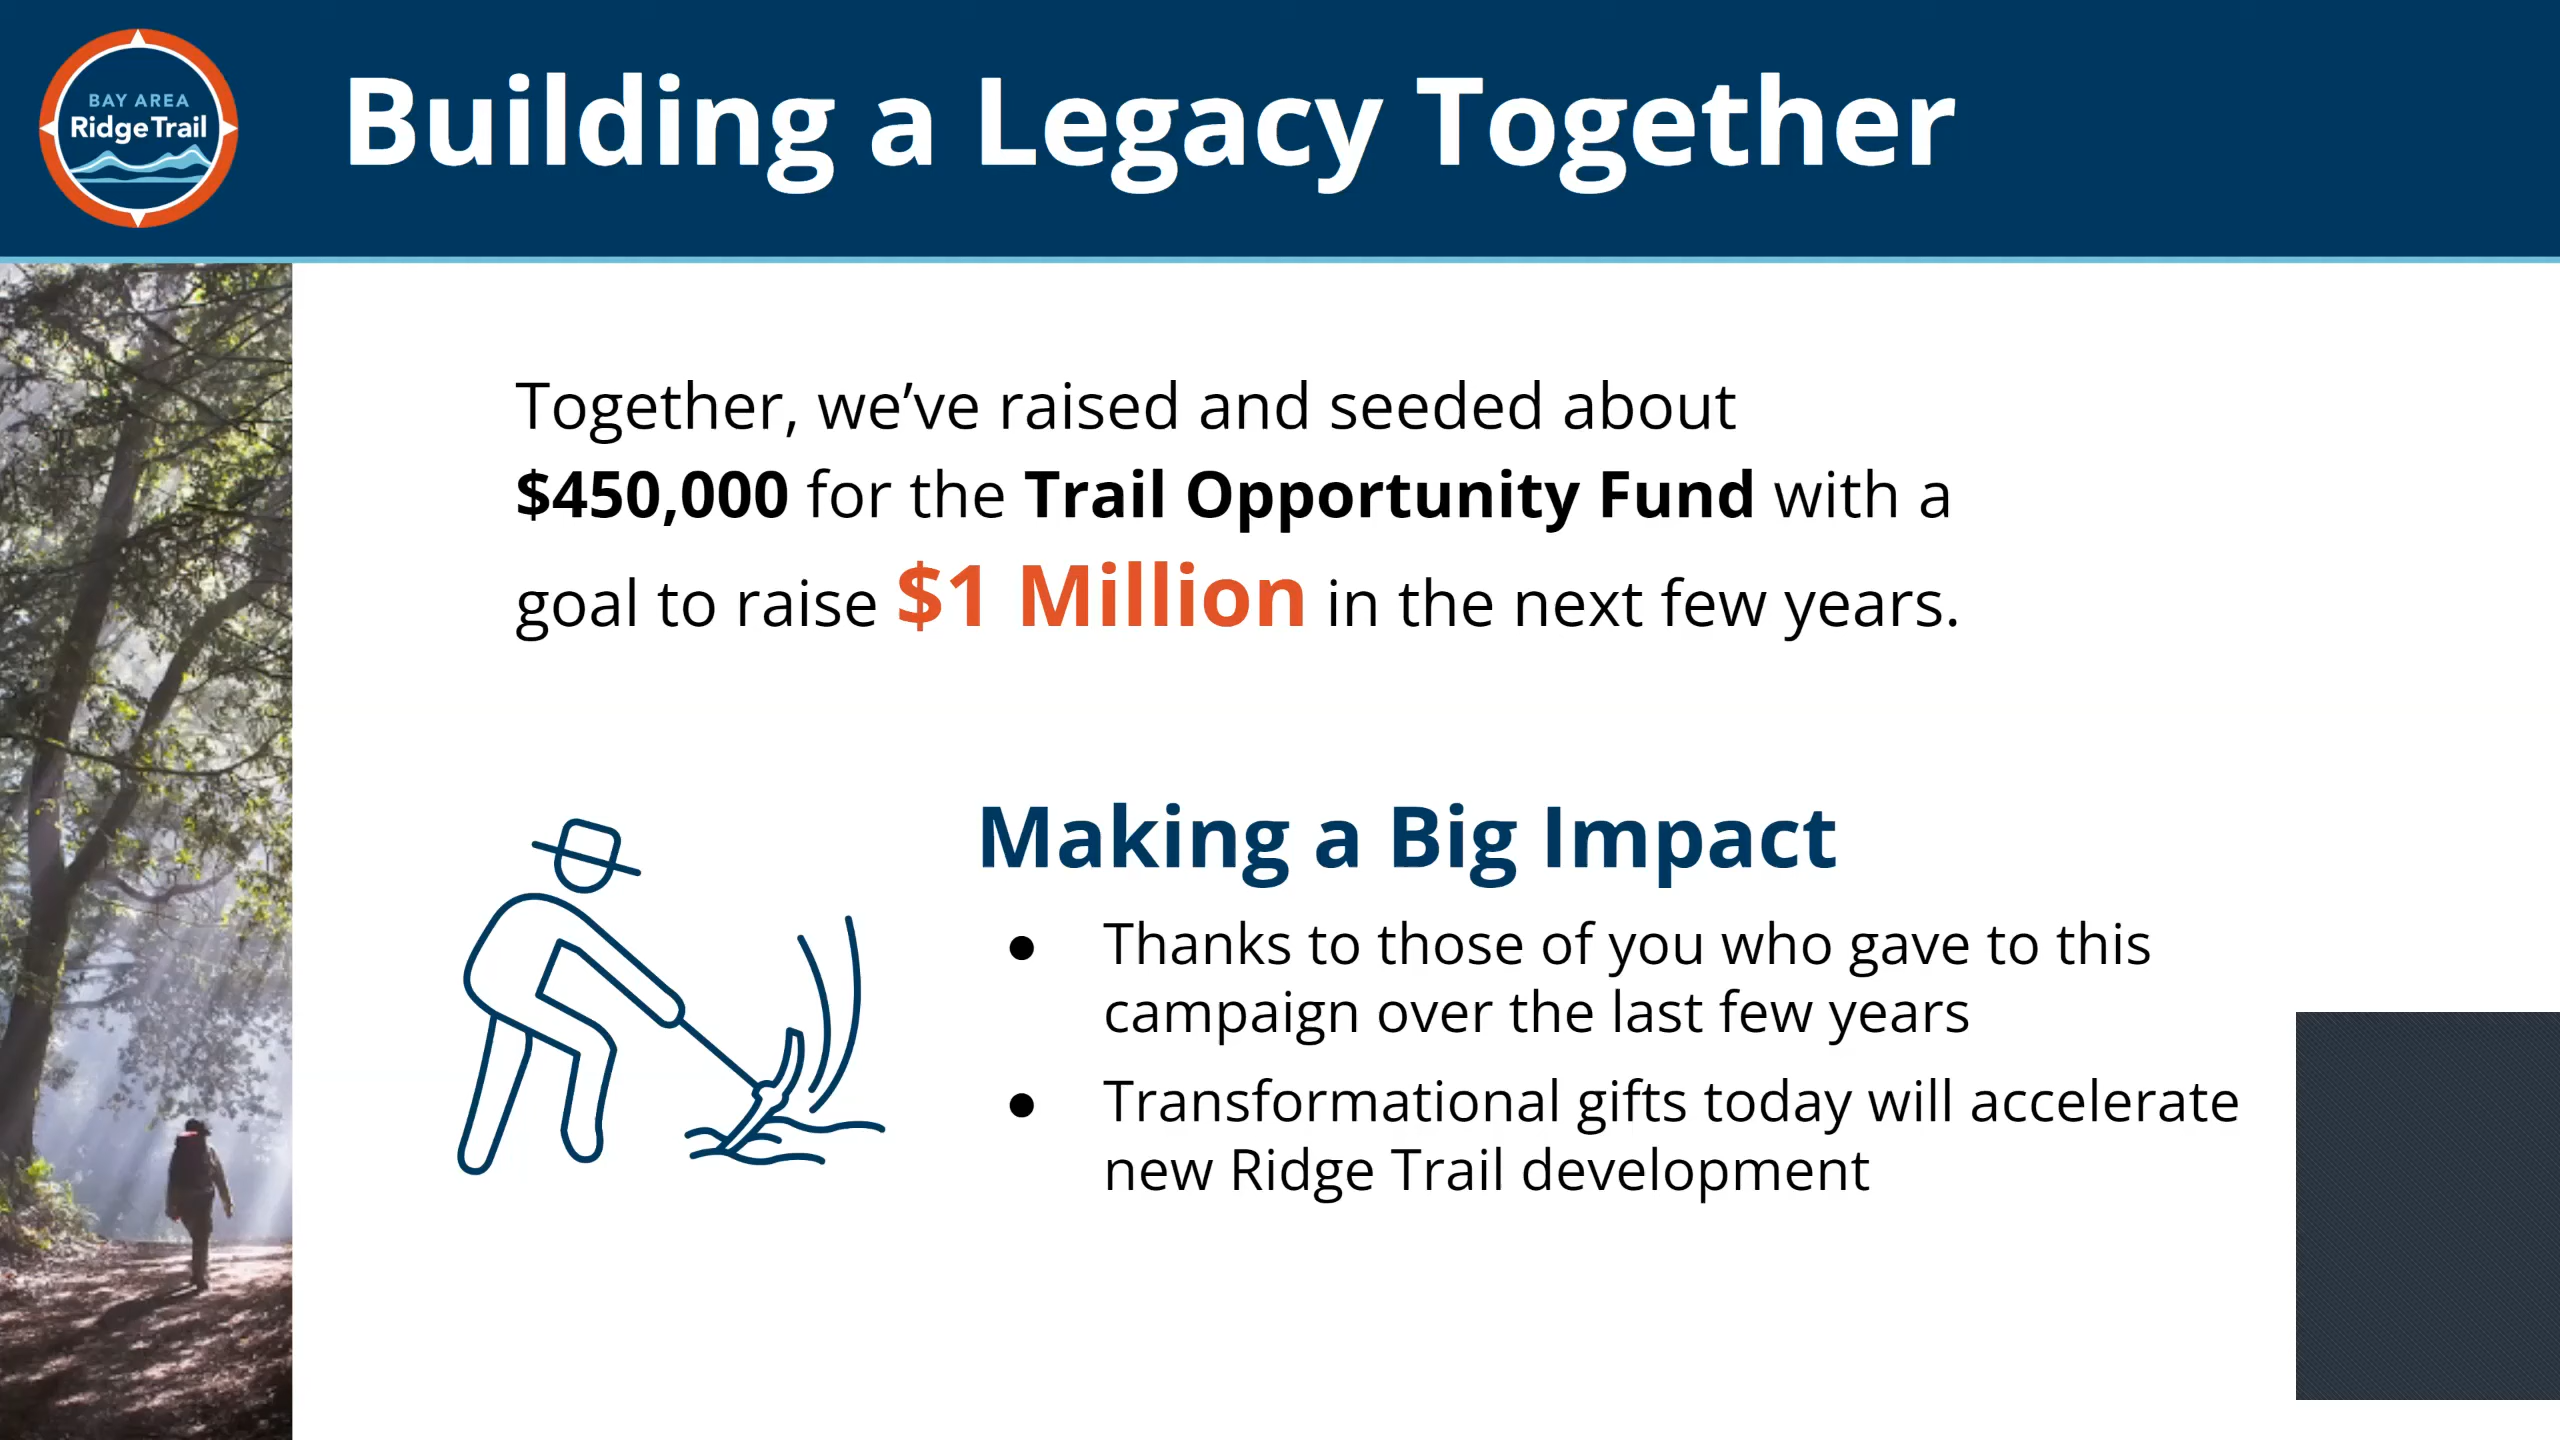 BAY AREA
RidgeTrail
Building a Legacy Together
Together, we’ve raised and seeded about
$450,000 for the Trail Opportunity Fund with a
goal to raise $1 Million in the next few years.
Making a Big Impact
● Thanks to those of you who gave to this
campaign over the last few years
● Transformational gifts today will accelerate
new Ridge Trail development